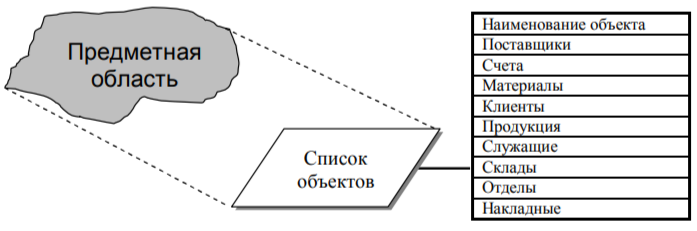 Предметная
область
Список
объектов
Наименование объекта
Поставщики
Счета
Материалы
Клиенты
Продукция
Служащие
Склады
Отделы
Накладные